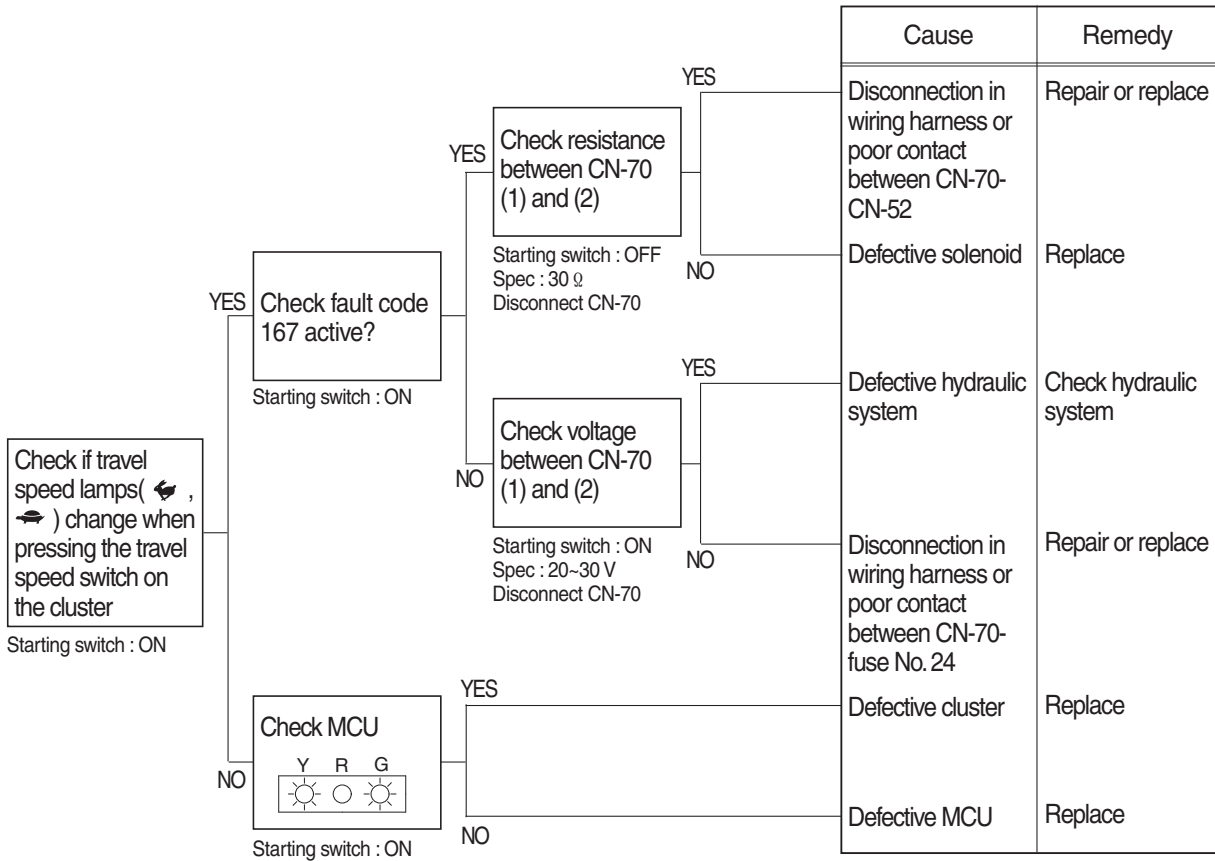 Cause
Remedy
YES
Disconnection in
wiring harness or
poor contact
between CN-70-
CN-52
Repair or replace
YES
Check resistance
between CN-70
(1) and (2)
Starting switch : OFF
Spec : 30 Ω
Disconnect CN-70
NO
Defective solenoid
Replace
YES
Check fault code
167 active?
Starting switch : ON
YES
Defective hydraulic
system
Check hydraulic
system
NO
Check voltage
between CN-70
(1) and (2)
Starting switch : ON
Spec : 20~30 V
Disconnect CN-70
NO
Disconnection in
wiring harness or
poor contact
between CN-70-
fuse No. 24
Repair or replace
Check if travel
speed lamps( ,
) change when
pressing the travel
speed switch on
the cluster
Starting switch : ON
NO
Check MCU
Y R G
Starting switch : ON
YES
Defective cluster
Replace
NO
Defective MCU
Replace